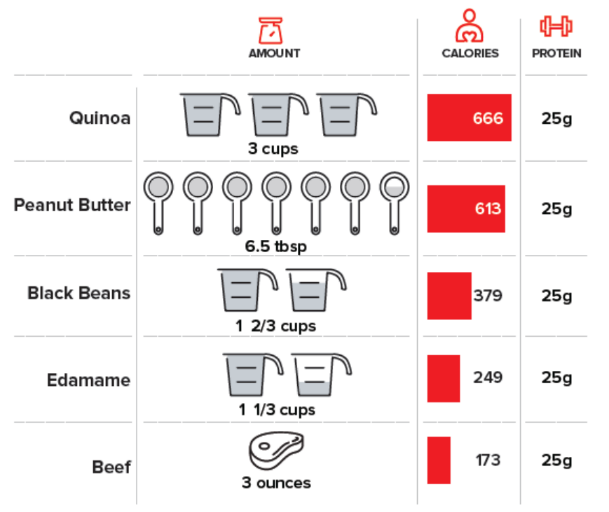 AMOUNT CALORIES PROTEIN
Quinoa 3 cups 666 25g
Peanut Butter 6.5 tbsp 613 25g
Black Beans 1 2/3 cups 379 25g
Edamame 1 1/3 cups 249 25g
Beef 3 ounces 173 25g